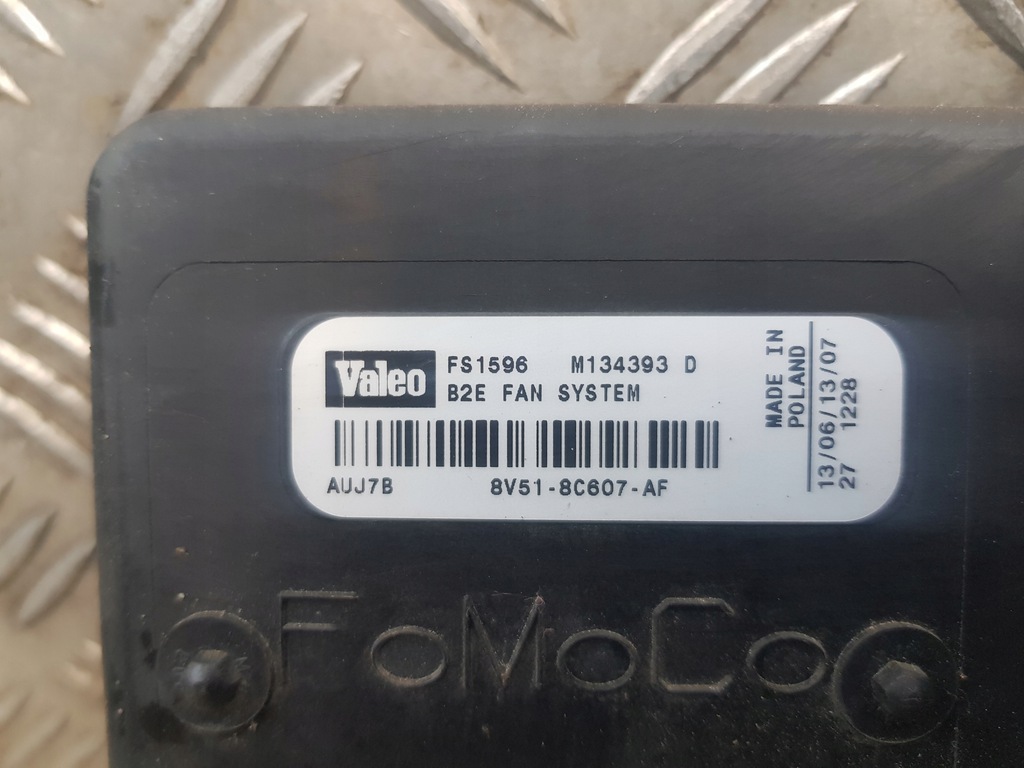 Valeo
FS1596 M134393 D
B2E FAN SYSTEM
AUJ7B 8V51-8C607-AF
MADE IN
POLAND
13/06/13/07
27 1228
FoMoCo